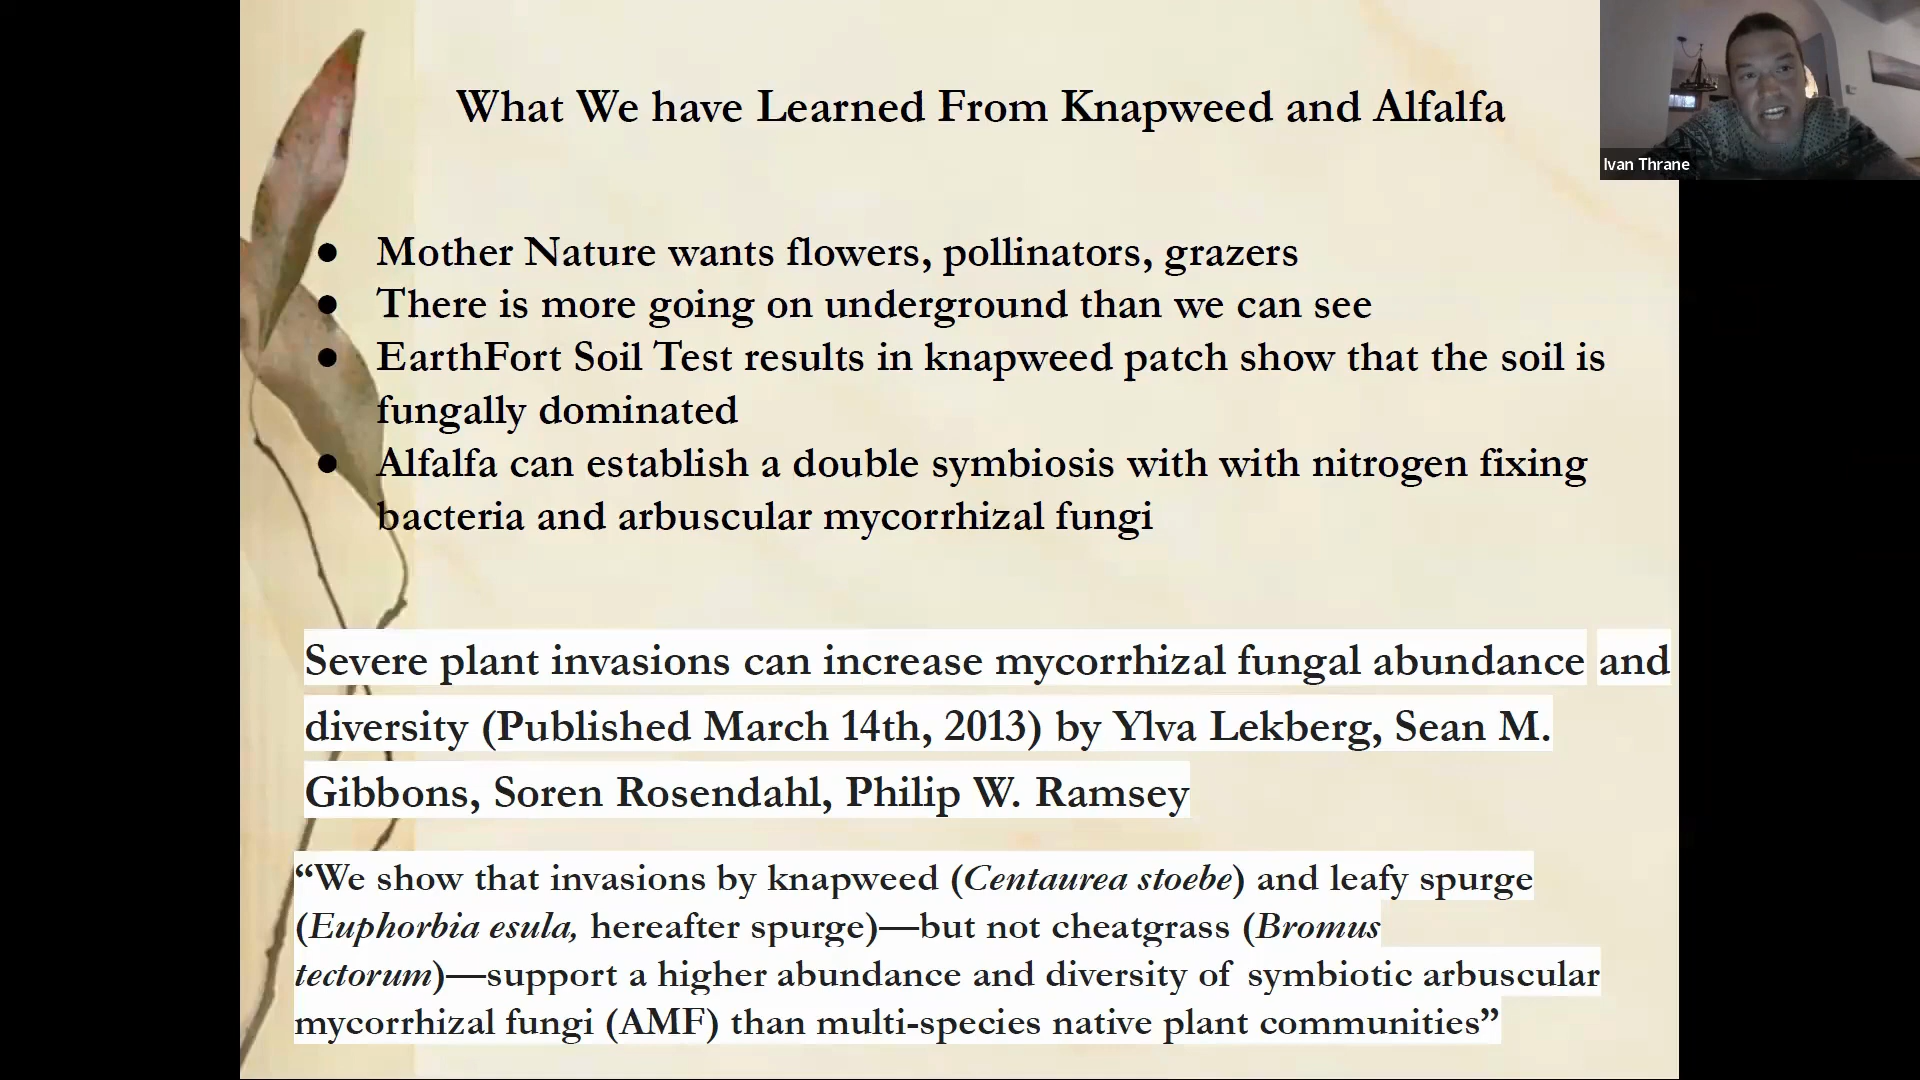 What We have Learned From Knapweed and Alfalfa
Ivan Thrane
● Mother Nature wants flowers, pollinators, grazers
● There is more going on underground than we can see
● EarthFort Soil Test results in knapweed patch show that the soil is
fungally dominated
● Alfalfa can establish a double symbiosis with with nitrogen fixing
bacteria and arbuscular mycorrhizal fungi
Severe plant invasions can increase mycorrhizal fungal abundance and
diversity (Published March 14th, 2013) by Ylva Lekberg, Sean M.
Gibbons, Soren Rosendahl, Philip W. Ramsey
“We show that invasions by knapweed (Centaurea stoebe) and leafy spurge
(Euphorbia esula, hereafter spurge)—but not cheatgrass (Bromus
tectorum)—support a higher abundance and diversity of symbiotic arbuscular
mycorrhizal fungi (AMF) than multi-species native plant communities”